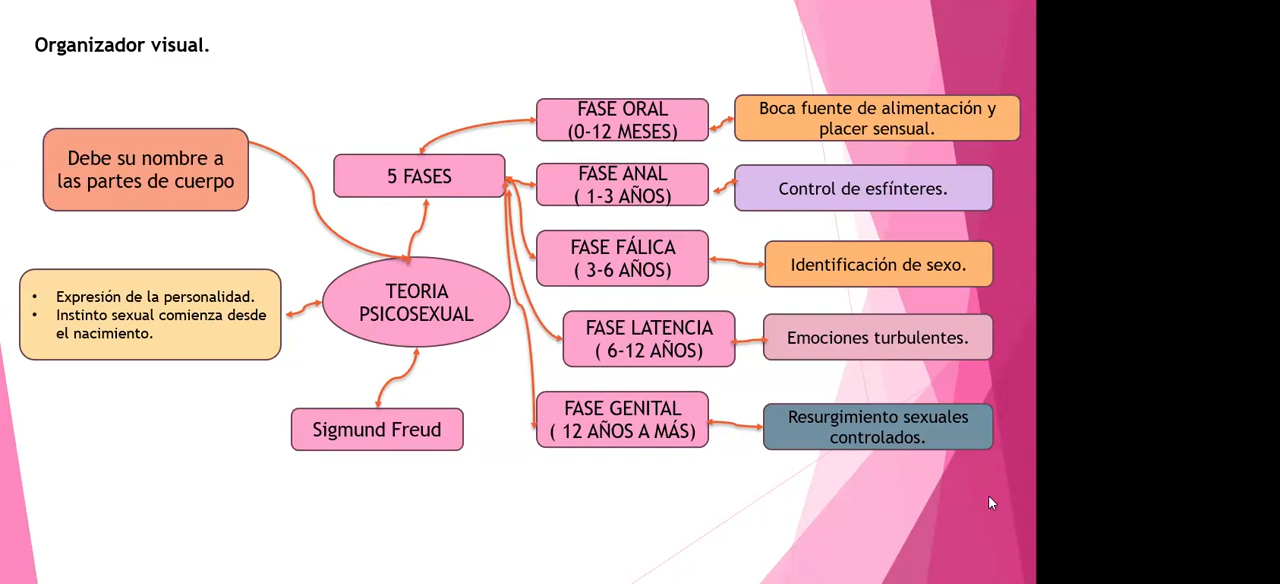 Organizador visual.
Debe su nombre a
las partes de cuerpo
• Expresión de la personalidad.
• Instinto sexual comienza desde
el nacimiento.
TEORIA
PSICOSEXUAL
Sigmund Freud
5 FASES
FASE ORAL
(0-12 MESES)
Boca fuente de alimentación y
placer sensual.
FASE ANAL
( 1-3 AÑOS)
Control de esfínteres.
FASE FÁLICA
( 3-6 AÑOS)
Identificación de sexo.
FASE LATENCIA
( 6-12 AÑOS)
Emociones turbulentes.
FASE GENITAL
( 12 AÑOS A MÁS)
Resurgimiento sexuales
controlados.